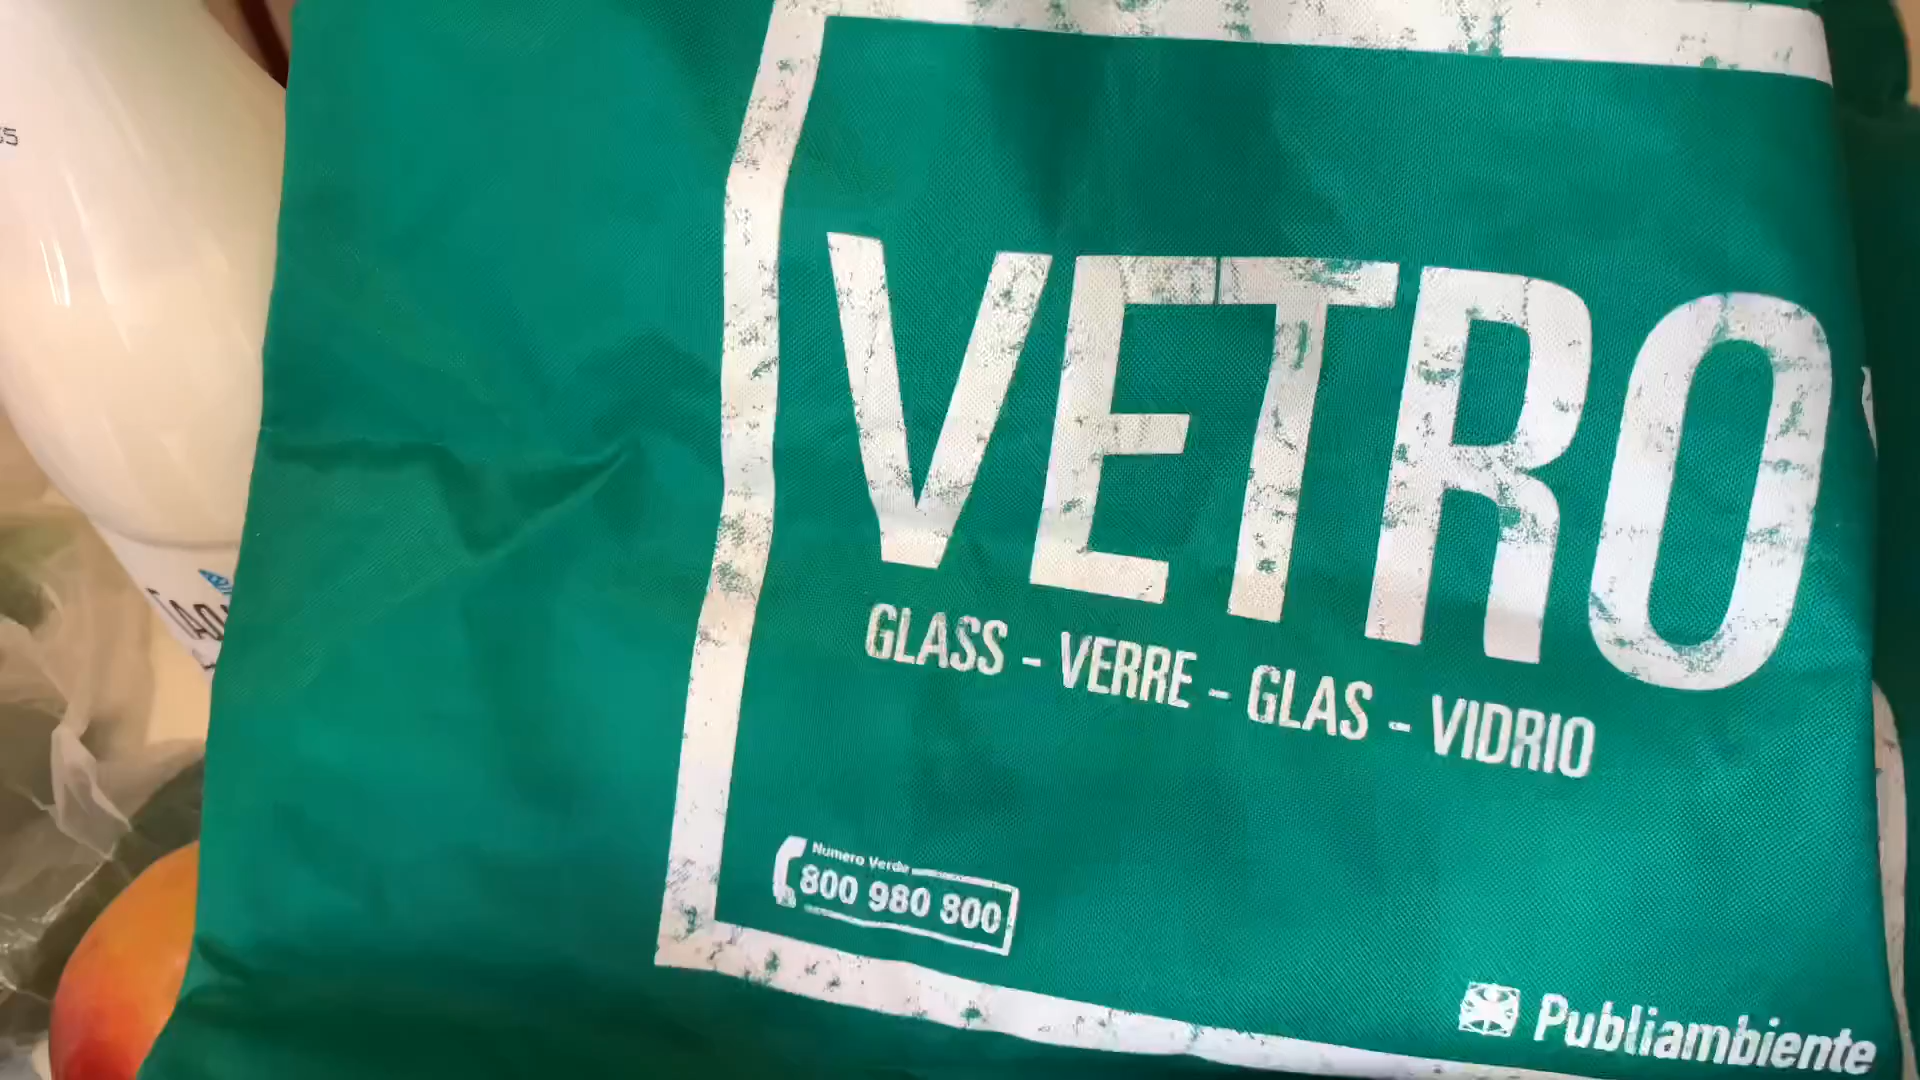 VETRO
GLASS - VERRE - GLAS - VIDRIO
Numero Verde
800 980 800
Publiambiente